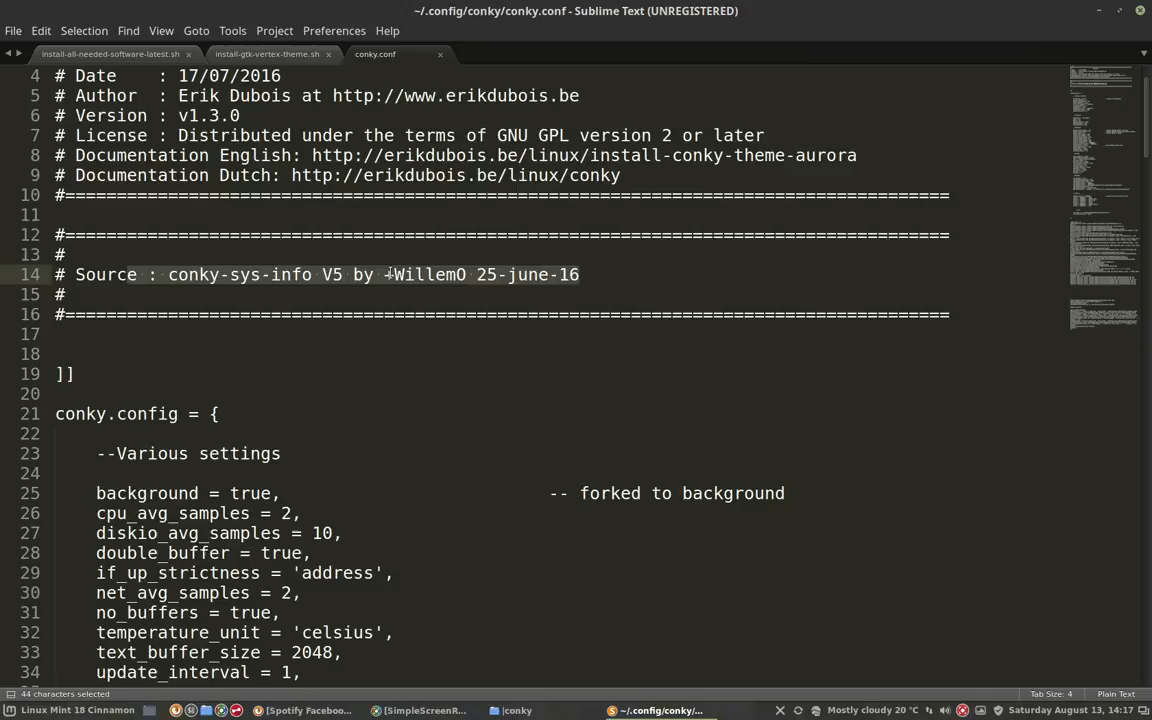 ~/.config/conky/conky.conf - Sublime Text (UNREGISTERED)
File Edit Selection Find View Goto Tools Project Preferences Help
install-all-needed-software-latest.sh × install-gtk-vertex-theme.sh × conky.conf ×
4 # Date    : 17/07/2016
5 # Author  : Erik Dubois at http://www.erikdubois.be
6 # Version : v1.3.0
7 # License : Distributed under the terms of GNU GPL version 2 or later
8 # Documentation English: http://erikdubois.be/linux/install-conky-theme-aurora
9 # Documentation Dutch: http://erikdubois.be/linux/conky
10 #======================================================================================
11
12 #======================================================================================
13 #
14 # Source : conky-sys-info V5 by -WillemO 25-june-16
15 #
16 #======================================================================================
17
18
19 ]]
20
21 conky.config = {
22
23     --Various settings
24
25     background = true,                          -- forked to background
26     cpu_avg_samples = 2,
27     diskio_avg_samples = 10,
28     double_buffer = true,
29     if_up_strictness = 'address',
30     net_avg_samples = 2,
31     no_buffers = true,
32     temperature_unit = 'celsius',
33     text_buffer_size = 2048,
34     update_interval = 1,
44 characters selected Tab Size: 4 Plain Text
Linux Mint 18 Cinnamon [Spotify Faceboo... [SimpleScreenR... |conky ~/.config/conky/... Mostly cloudy 20 °C Saturday August 13, 14:17